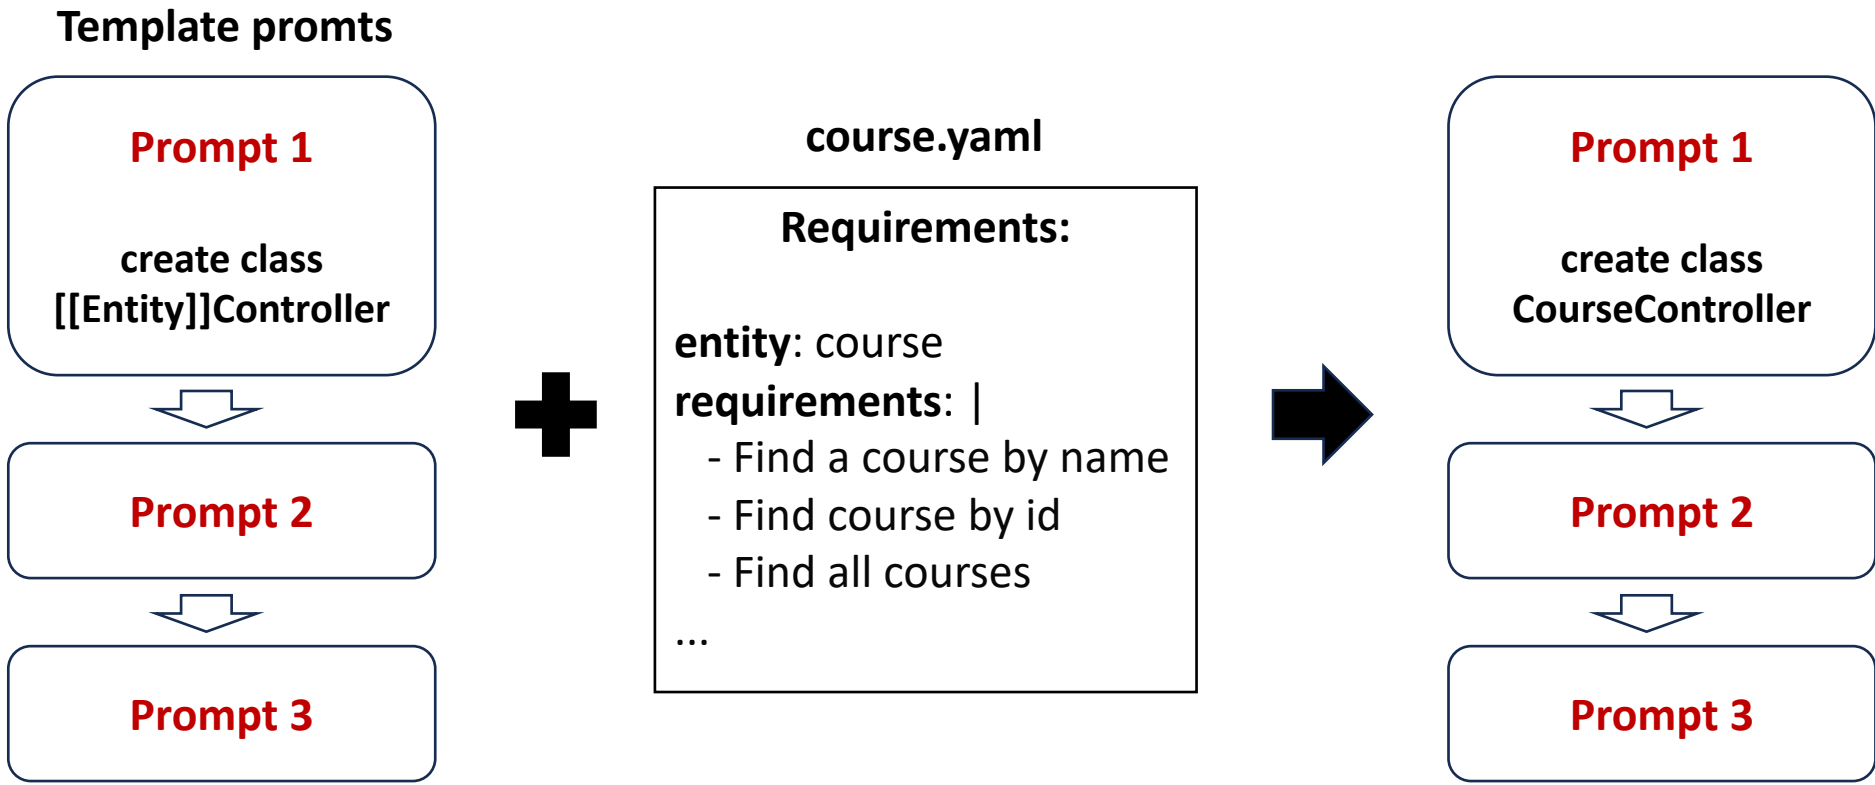 Template promts
Prompt 1
create class
[[Entity]]Controller
Prompt 2
Prompt 3
course.yaml
Requirements:
entity: course
requirements: |
- Find a course by name
- Find course by id
- Find all courses
...
Prompt 1
create class
CourseController
Prompt 2
Prompt 3